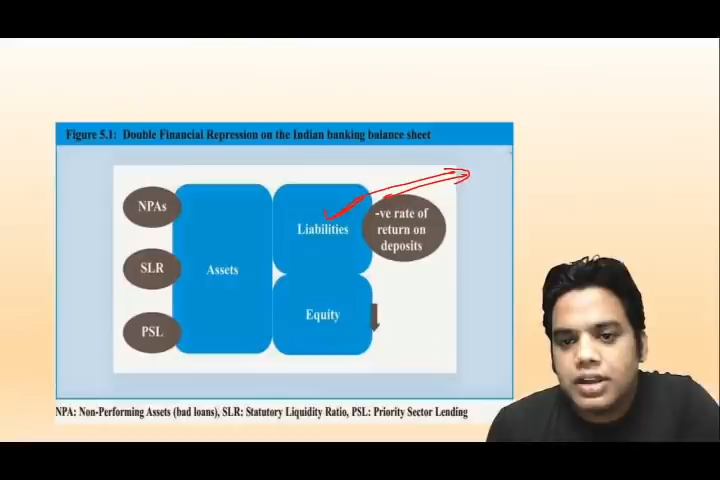 Figure 5.1: Double Financial Repression on the Indian banking balance sheet
NPAs
SLR
PSL
Assets
Liabilities
Equity
-ve rate of
return on
deposits
NPA: Non-Performing Assets (bad loans), SLR: Statutory Liquidity Ratio, PSL: Priority Sector Lending